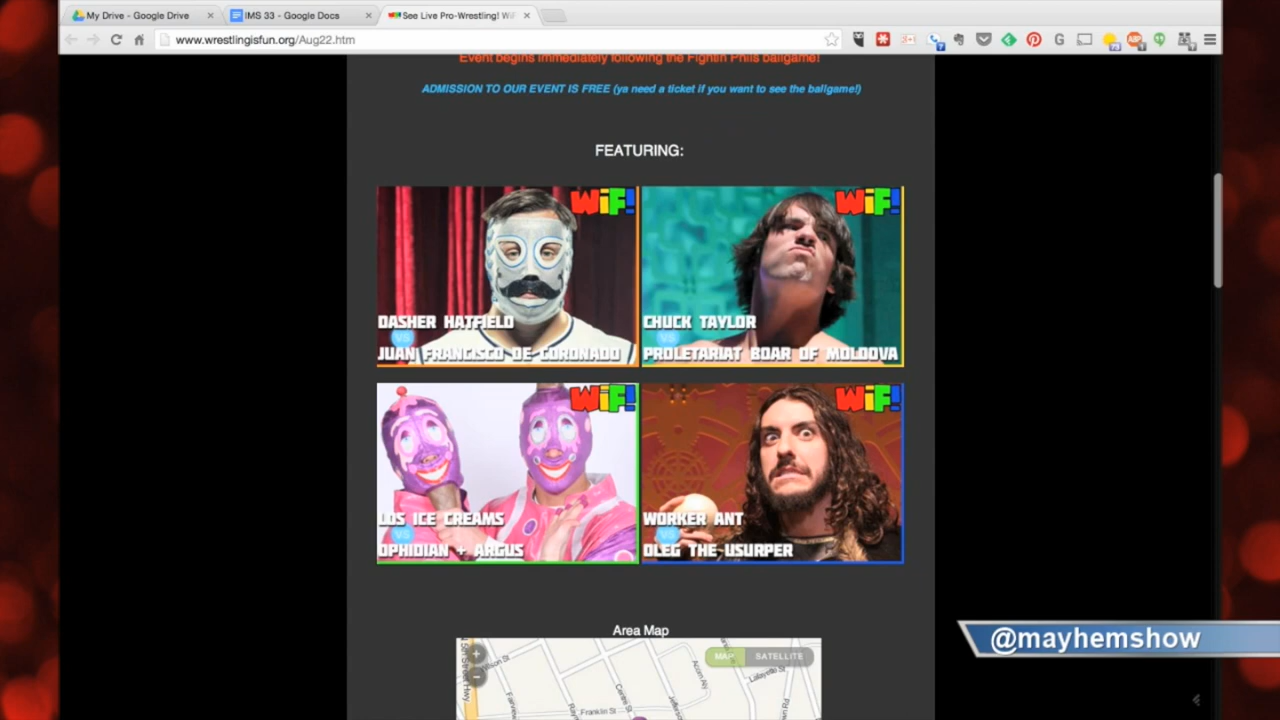 My Drive - Google Drive
IMS 33 - Google Docs
See Live Pro-Wrestling! WiF
www.wrestlingisfun.org/Aug22.htm
Event begins immediately following the Fightin Phils ballgame!
ADMISSION TO OUR EVENT IS FREE (ya need a ticket if you want to see the ballgame!)
FEATURING:
WiF!
DASHER HATFIELD
VS
JUAN FRANCISCO DE CORONADO
WiF!
CHUCK TAYLOR
VS
PROLETARIAT BOAR OF MOLDOVA
WiF!
LOS ICE CREAMS
VS
OPHIDIAN + ARGUS
WiF!
WORKER ANT
VS
OLEG THE USURPER
Area Map
MAP
SATELLITE
Lafayette St
Franklin St
Centre St
@mayhemshow